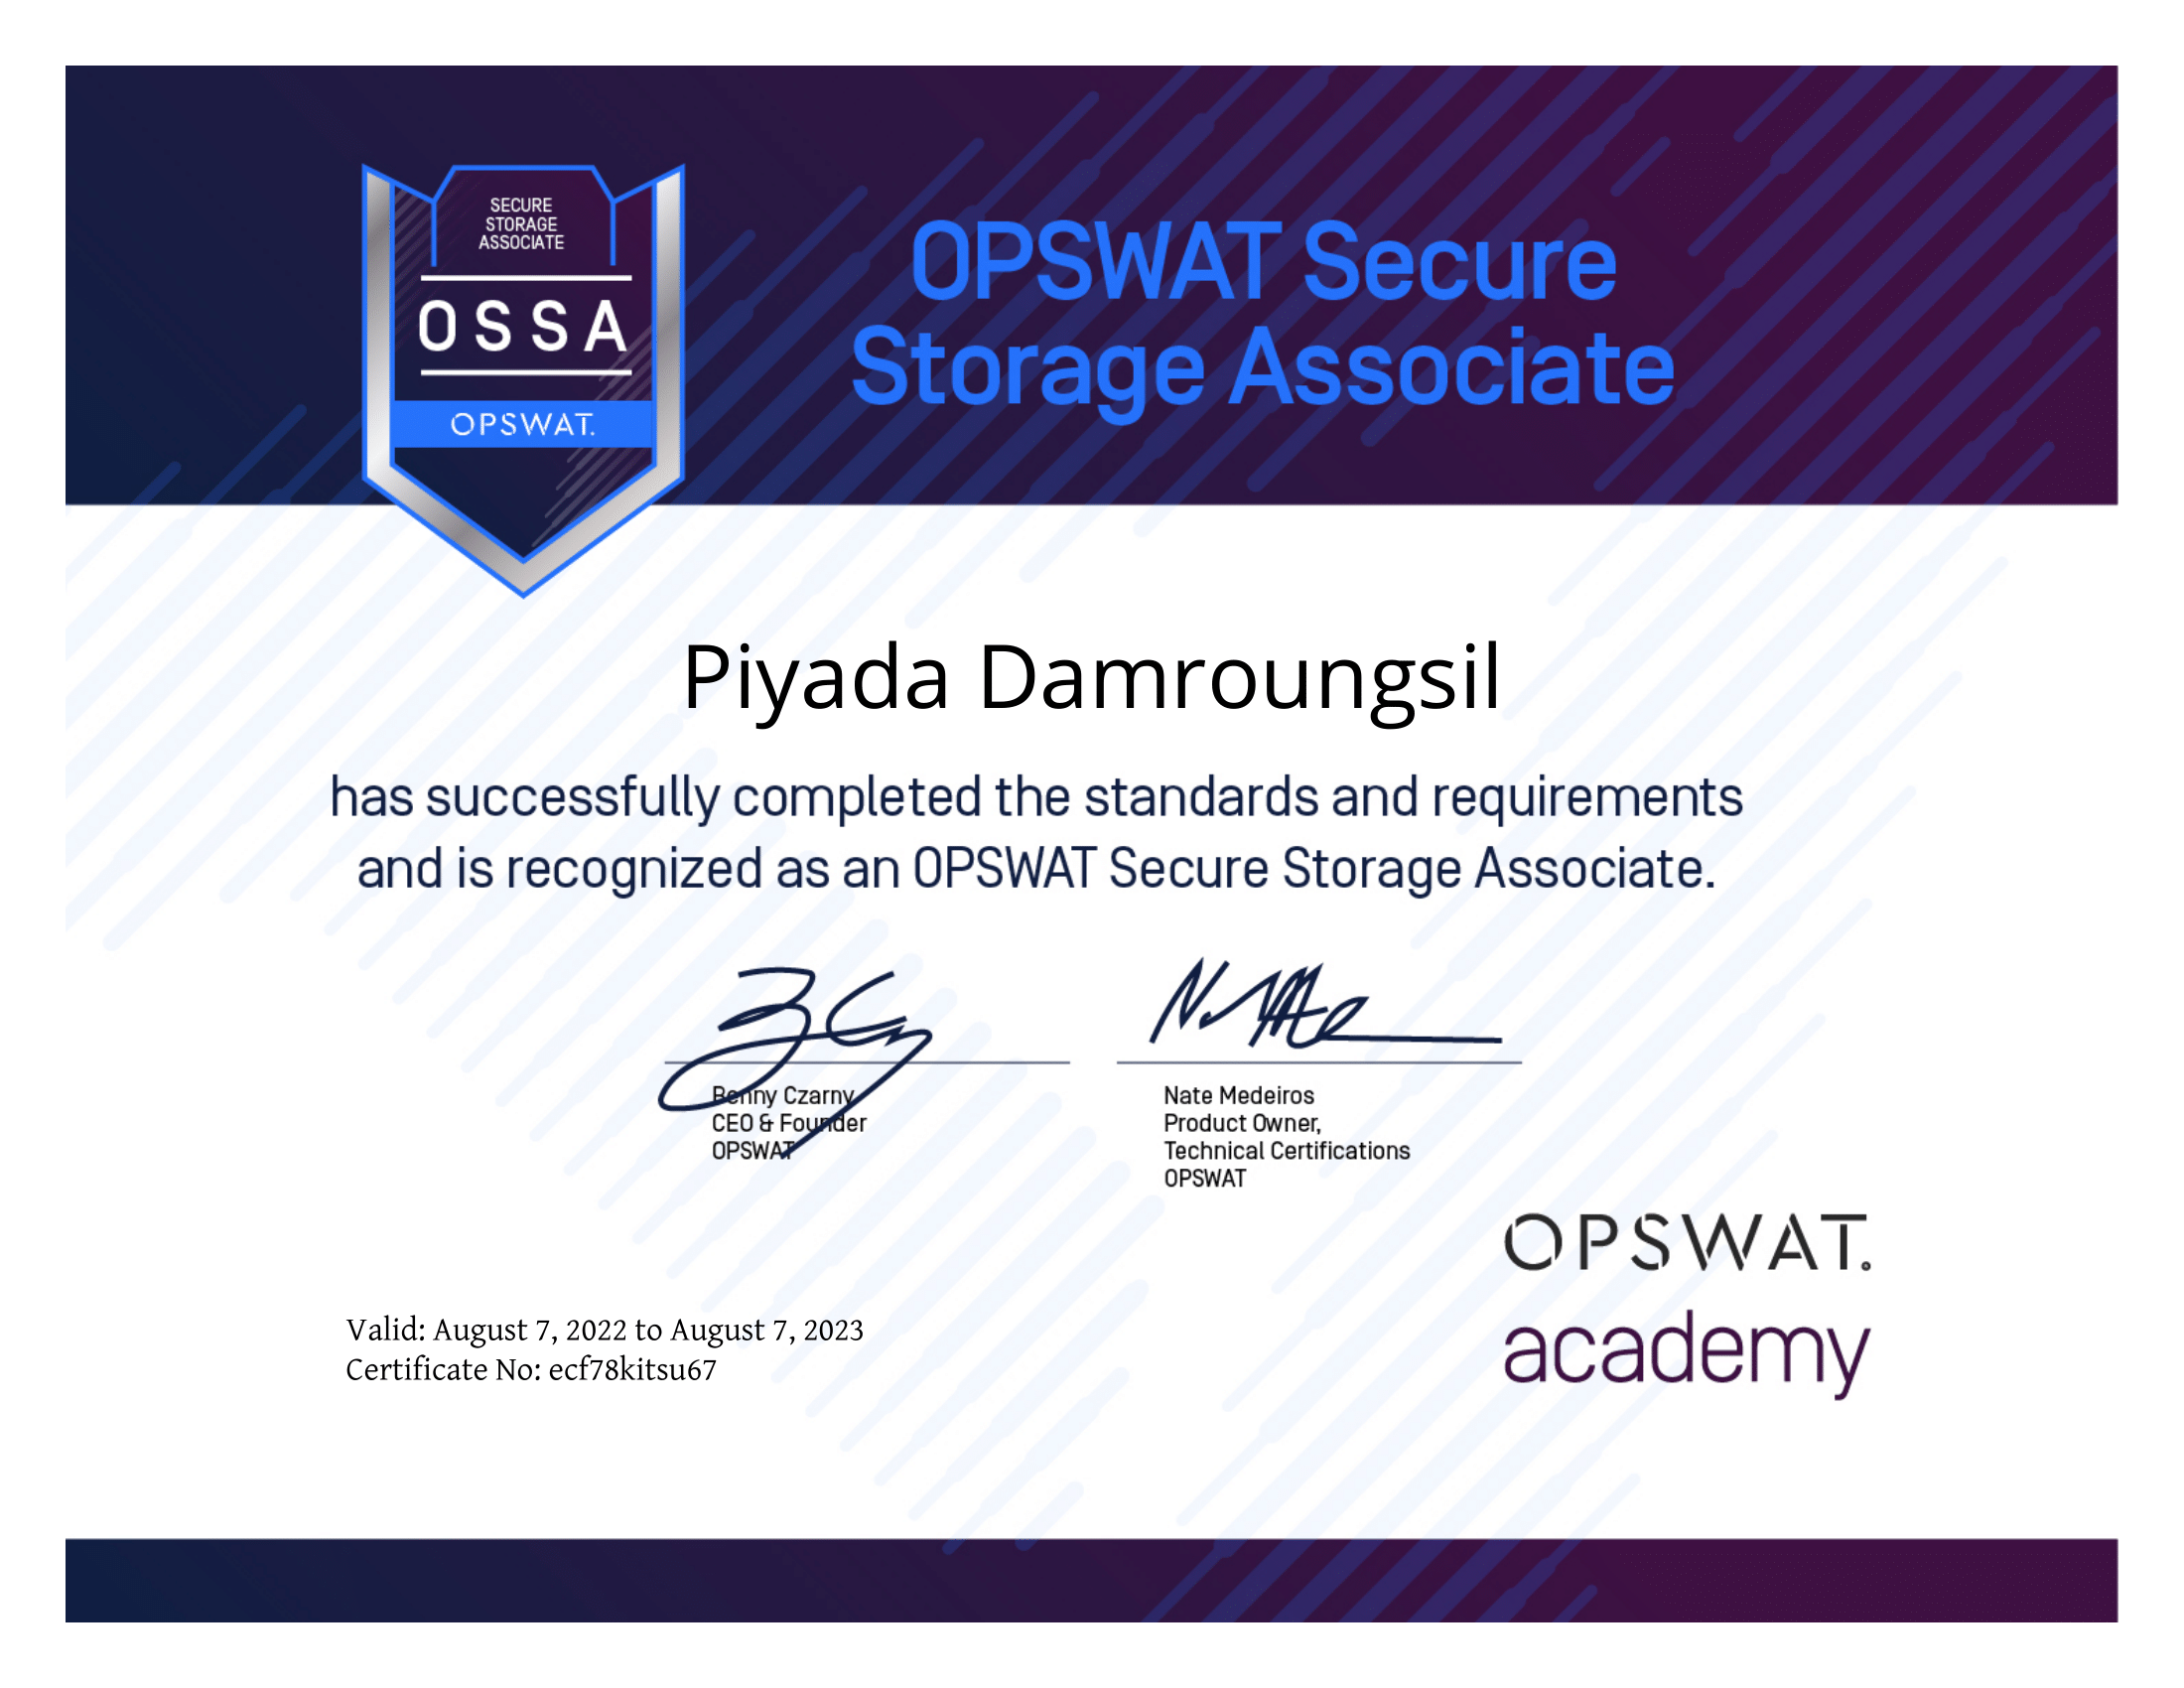 SECURE
STORAGE
ASSOCIATE
OSSA
OPSWAT.
OPSWAT Secure
Storage Associate
Piyada Damroungsil
has successfully completed the standards and requirements
and is recognized as an OPSWAT Secure Storage Associate.
Benny Czarny
CEO & Founder
OPSWAT
Nate Medeiros
Product Owner,
Technical Certifications
OPSWAT
OPSWAT.
academy
Valid: August 7, 2022 to August 7, 2023
Certificate No: ecf78kitsu67